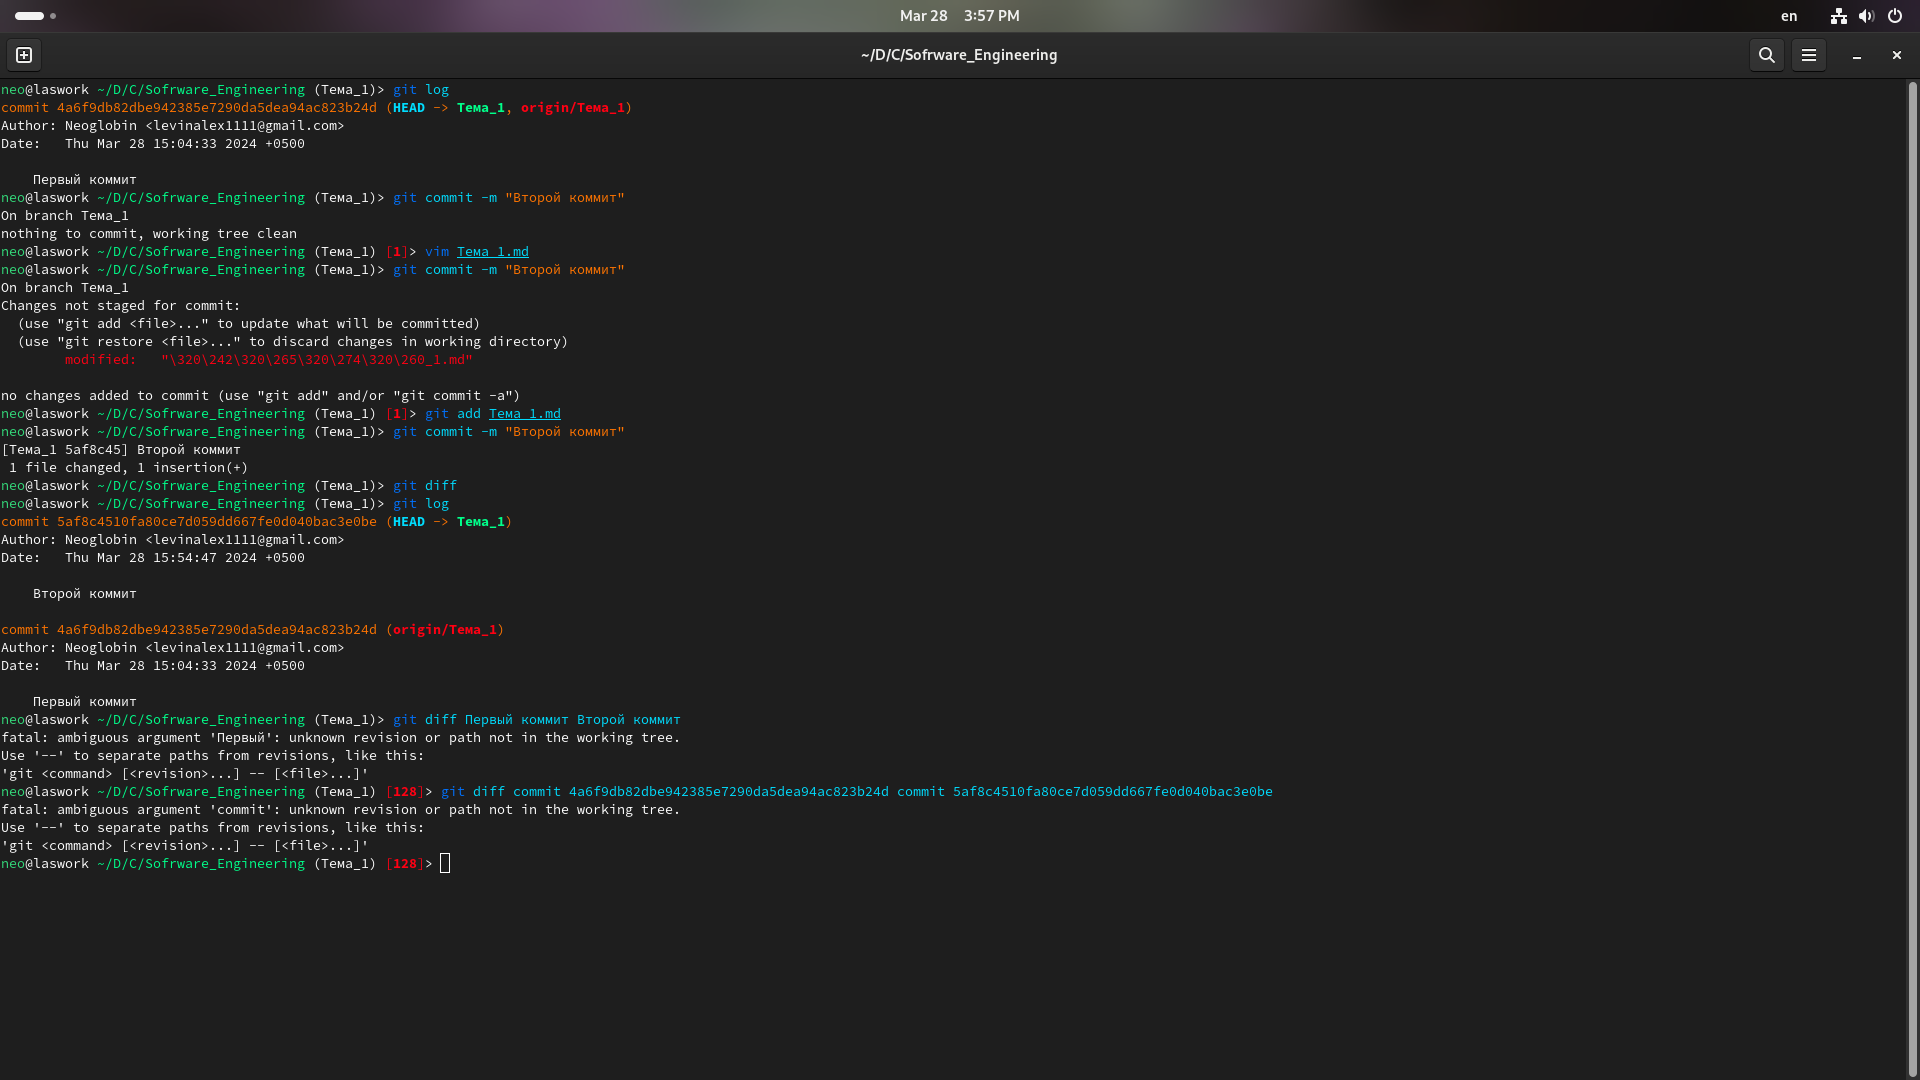 Mar 28 3:57 PM
en
~/D/C/Sofrware_Engineering
neo@laswork ~/D/C/Sofrware_Engineering (Тема_1)> git log
commit 4a6f9db82dbe942385e7290da5dea94ac823b24d (HEAD -> Тема_1, origin/Тема_1)
Author: Neoglobin <levinalex1111@gmail.com>
Date:   Thu Mar 28 15:04:33 2024 +0500
    Первый коммит
neo@laswork ~/D/C/Sofrware_Engineering (Тема_1)> git commit -m "Второй коммит"
On branch Тема_1
nothing to commit, working tree clean
neo@laswork ~/D/C/Sofrware_Engineering (Тема_1) [1]> vim Тема_1.md
neo@laswork ~/D/C/Sofrware_Engineering (Тема_1)> git commit -m "Второй коммит"
On branch Тема_1
Changes not staged for commit:
  (use "git add <file>..." to update what will be committed)
  (use "git restore <file>..." to discard changes in working directory)
        modified:   "\320\242\320\265\320\274\320\260_1.md"
no changes added to commit (use "git add" and/or "git commit -a")
neo@laswork ~/D/C/Sofrware_Engineering (Тема_1) [1]> git add Тема_1.md
neo@laswork ~/D/C/Sofrware_Engineering (Тема_1)> git commit -m "Второй коммит"
[Тема_1 5af8c45] Второй коммит
 1 file changed, 1 insertion(+)
neo@laswork ~/D/C/Sofrware_Engineering (Тема_1)> git diff
neo@laswork ~/D/C/Sofrware_Engineering (Тема_1)> git log
commit 5af8c4510fa80ce7d059dd667fe0d040bac3e0be (HEAD -> Тема_1)
Author: Neoglobin <levinalex1111@gmail.com>
Date:   Thu Mar 28 15:54:47 2024 +0500
    Второй коммит
commit 4a6f9db82dbe942385e7290da5dea94ac823b24d (origin/Тема_1)
Author: Neoglobin <levinalex1111@gmail.com>
Date:   Thu Mar 28 15:04:33 2024 +0500
    Первый коммит
neo@laswork ~/D/C/Sofrware_Engineering (Тема_1)> git diff Первый коммит Второй коммит
fatal: ambiguous argument 'Первый': unknown revision or path not in the working tree.
Use '--' to separate paths from revisions, like this:
'git <command> [<revision>...] -- [<file>...]'
neo@laswork ~/D/C/Sofrware_Engineering (Тема_1) [128]> git diff commit 4a6f9db82dbe942385e7290da5dea94ac823b24d commit 5af8c4510fa80ce7d059dd667fe0d040bac3e0be
fatal: ambiguous argument 'commit': unknown revision or path not in the working tree.
Use '--' to separate paths from revisions, like this:
'git <command> [<revision>...] -- [<file>...]'
neo@laswork ~/D/C/Sofrware_Engineering (Тема_1) [128]>